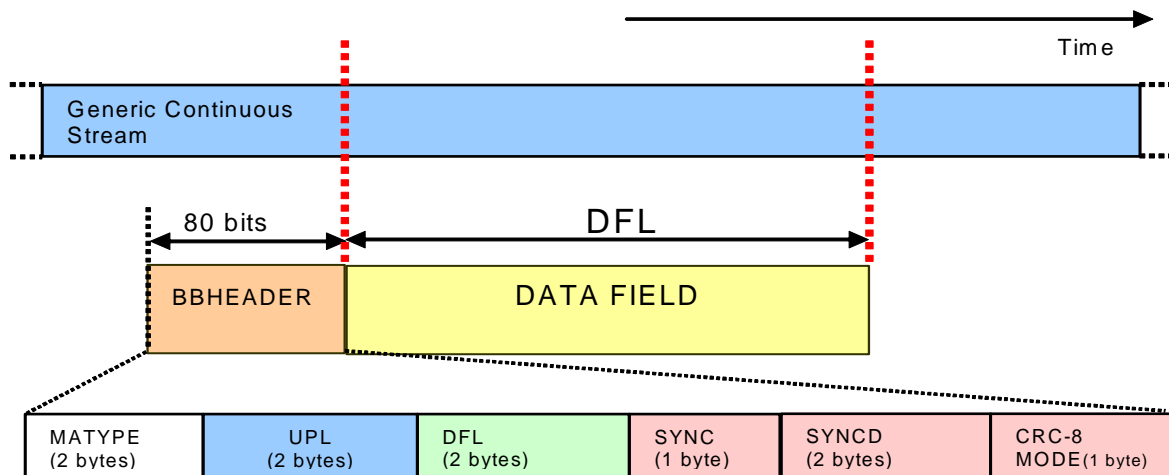 Time
Generic Continuous
Stream
80 bits
DFL
BBHEADER
DATA FIELD
MATYPE
(2 bytes)
UPL
(2 bytes)
DFL
(2 bytes)
SYNC
(1 byte)
SYNCD
(2 bytes)
CRC-8
MODE(1 byte)